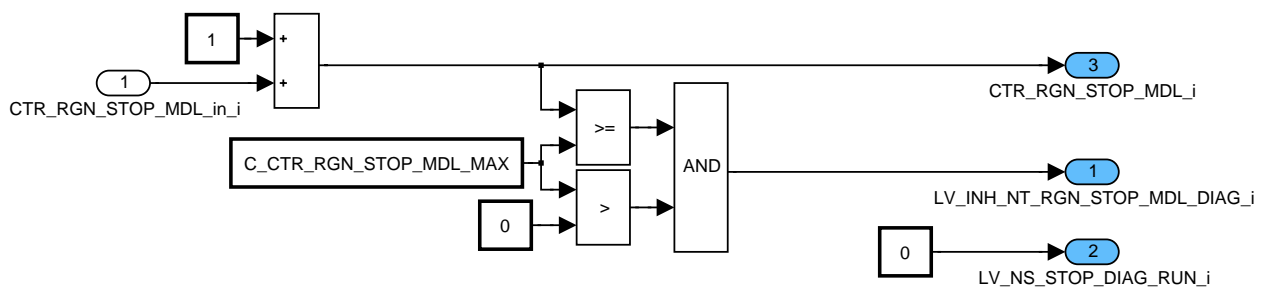 1
+
+
1
CTR_RGN_STOP_MDL_in_i
3
CTR_RGN_STOP_MDL_i
>=
C_CTR_RGN_STOP_MDL_MAX
AND
1
LV_INH_NT_RGN_STOP_MDL_DIAG_i
>
0
0
2
LV_NS_STOP_DIAG_RUN_i